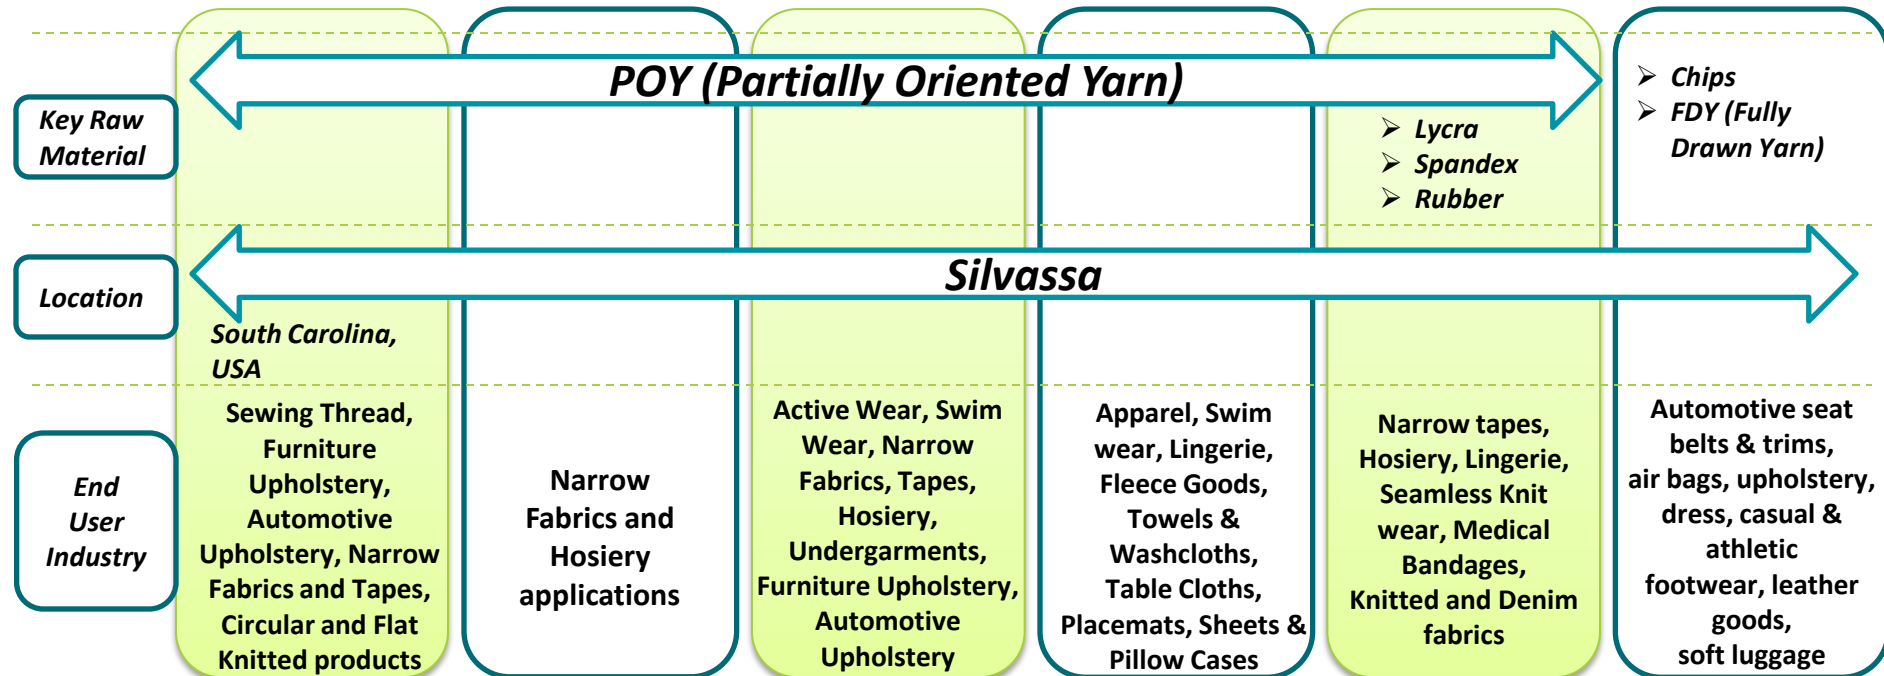 POY (Partially Oriented Yarn)
Key Raw
Material
➢ Lycra
➢ Spandex
➢ Rubber
➢ Chips
➢ FDY (Fully
Drawn Yarn)
Location
Silvassa
South Carolina,
USA
End
User
Industry
Sewing Thread,
Furniture
Upholstery,
Automotive
Upholstery, Narrow
Fabrics and Tapes,
Circular and Flat
Knitted products
Narrow
Fabrics and
Hosiery
applications
Active Wear, Swim
Wear, Narrow
Fabrics, Tapes,
Hosiery,
Undergarments,
Furniture Upholstery,
Automotive
Upholstery
Apparel, Swim
wear, Lingerie,
Fleece Goods,
Towels &
Washcloths,
Table Cloths,
Placemats, Sheets &
Pillow Cases
Narrow tapes,
Hosiery, Lingerie,
Seamless Knit
wear, Medical
Bandages,
Knitted and Denim
fabrics
Automotive seat
belts & trims,
air bags, upholstery,
dress, casual &
athletic
footwear, leather
goods,
soft luggage